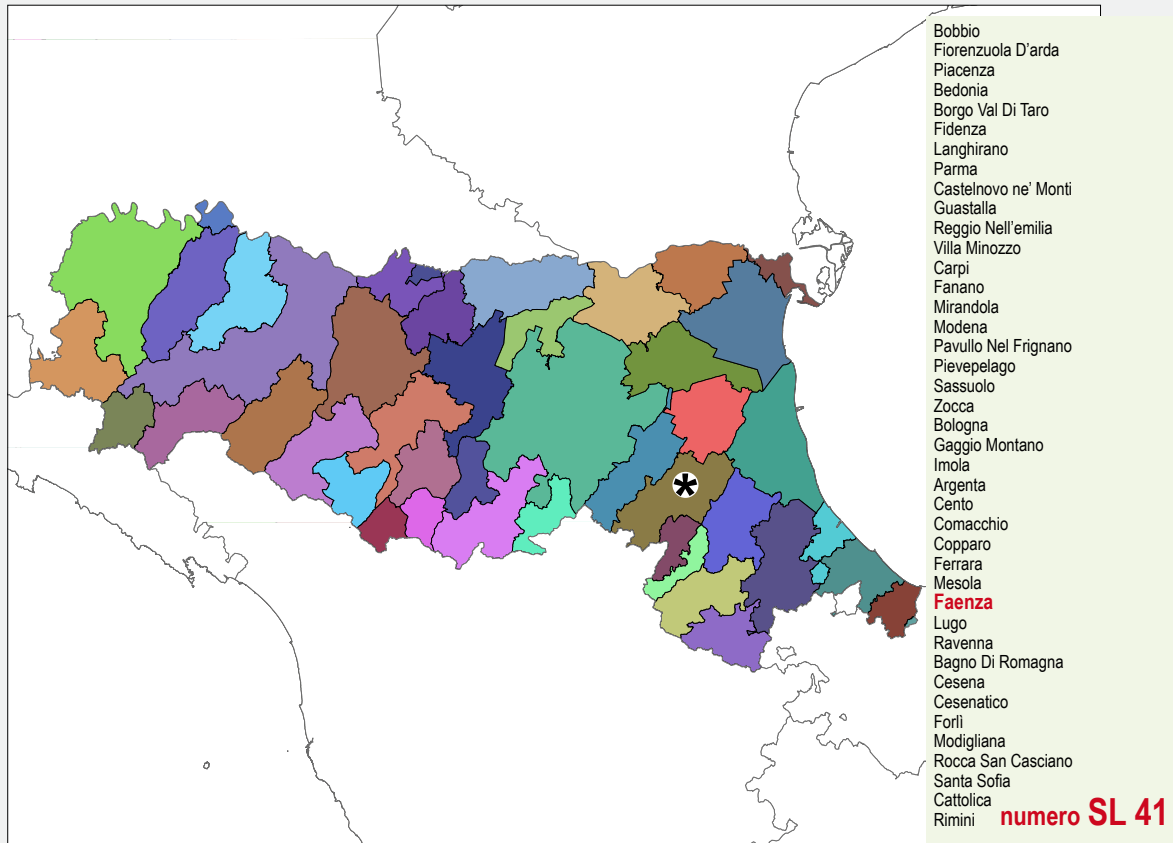 Bobbio
Fiorenzuola D'arda
Piacenza
Bedonia
Borgo Val Di Taro
Fidenza
Langhirano
Parma
Castelnovo ne' Monti
Guastalla
Reggio Nell'emilia
Villa Minozzo
Carpi
Fanano
Mirandola
Modena
Pavullo Nel Frignano
Pievepelago
Sassuolo
Zocca
Bologna
Gaggio Montano
Imola
Argenta
Cento
Comacchio
Copparo
Ferrara
Mesola
Faenza
Lugo
Ravenna
Bagno Di Romagna
Cesena
Cesenatico
Forlì
Modigliana
Rocca San Casciano
Santa Sofia
Cattolica
Rimini numero SL 41